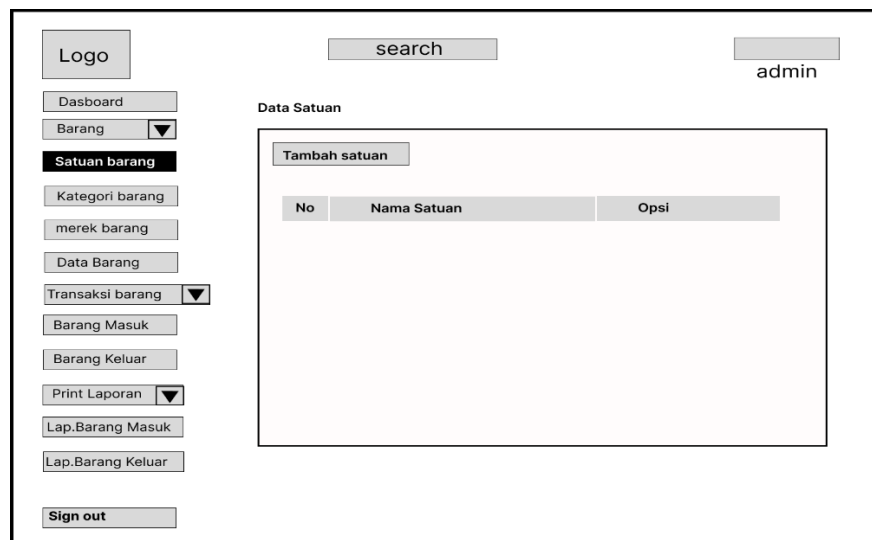 Logo
search
admin
Dasboard
Barang
Satuan barang
Kategori barang
merek barang
Data Barang
Transaksi barang
Barang Masuk
Barang Keluar
Print Laporan
Lap.Barang Masuk
Lap.Barang Keluar
Sign out
Data Satuan
Tambah satuan
No Nama Satuan Opsi